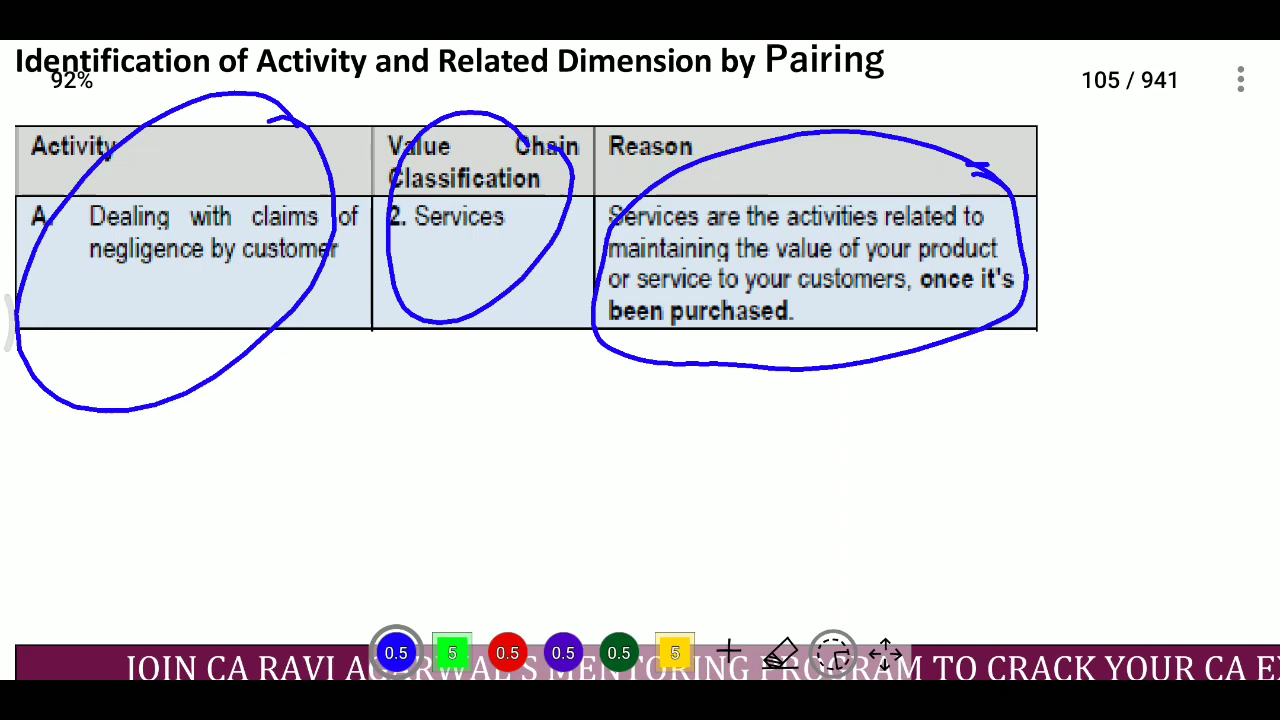 Identification of Activity and Related Dimension by Pairing
92%
105 / 941
Activity
Value Chain
Classification
Reason
A. Dealing with claims of
negligence by customer
2. Services
Services are the activities related to
maintaining the value of your product
or service to your customers, once it's
been purchased.
0.5 5 0.5 0.5 0.5 5
JOIN CA RAVI AGARWAL'S MENTORING PROGRAM TO CRACK YOUR CA